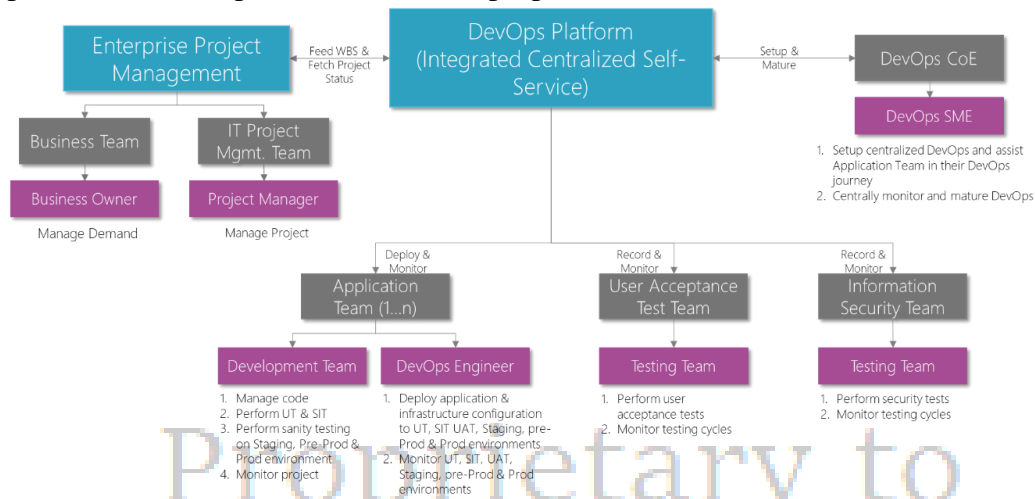 Enterprise Project
Management
Feed WBS &
Fetch Project
Status
DevOps Platform
(Integrated Centralized Self-
Service)
Setup &
Mature
DevOps CoE
DevOps SME
1. Setup centralized DevOps and assist
Application Team in their DevOps
journey
2. Centrally monitor and mature DevOps
Business Team
IT Project
Mgmt. Team
Business Owner
Project Manager
Manage Demand
Manage Project
Deploy &
Monitor
Record &
Monitor
Record &
Monitor
Application
Team (1...n)
User Acceptance
Test Team
Information
Security Team
Development Team
DevOps Engineer
Testing Team
Testing Team
1. Manage code
2. Perform UT & SIT
3. Perform sanity testing
on Staging, Pre-Prod &
Prod environment
4. Monitor project
1. Deploy application &
infrastructure configuration
to UT, SIT UAT, Staging, pre-
Prod & Prod environments
2. Monitor UT, SIT, UAT,
Staging, pre-Prod & Prod
environments
1. Perform user
acceptance tests
2. Monitor testing cycles
1. Perform security tests
2. Monitor testing cycles
Proprietary to